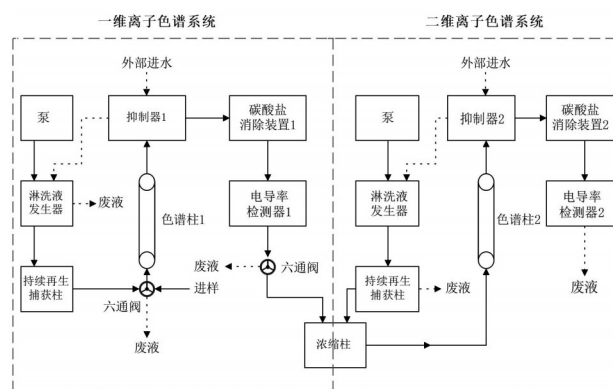 一维离子色谱系统
二维离子色谱系统
外部进水
外部进水
泵
抑制器1
碳酸盐
消除装置1
泵
抑制器2
碳酸盐
消除装置2
淋洗液
发生器
废液
色谱柱1
电导率
检测器1
淋洗液
发生器
色谱柱2
电导率
检测器2
持续再生
捕获柱
六通阀
进样
废液
六通阀
持续再生
捕获柱
废液
废液
废液
浓缩柱